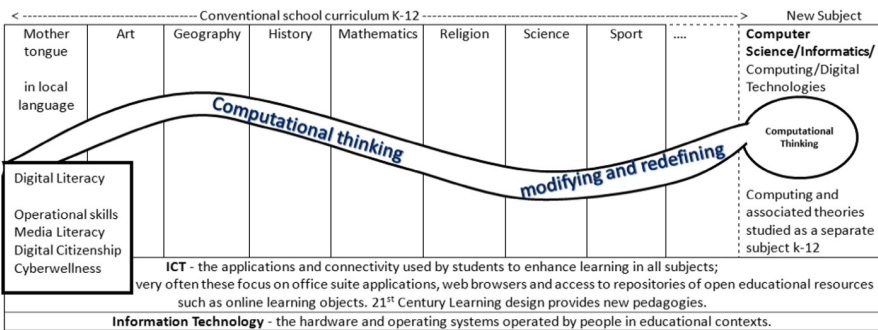 < ----------------------------- Conventional school curriculum K-12 ----------------------------------------------------> New Subject
Mother tongue
in local language
Art
Geography
History
Mathematics
Religion
Science
Sport
....
Computer
Science/Informatics/
Computing/Digital
Technologies
Computational thinking
modifying and redefining
Computational
Thinking
Digital Literacy
Operational skills
Media Literacy
Digital Citizenship
Cyberwellness
Computing and
associated theories
studied as a separate
subject k-12
ICT - the applications and connectivity used by students to enhance learning in all subjects;
very often these focus on office suite applications, web browsers and access to repositories of open educational resources
such as online learning objects. 21st Century Learning design provides new pedagogies.
Information Technology - the hardware and operating systems operated by people in educational contexts.